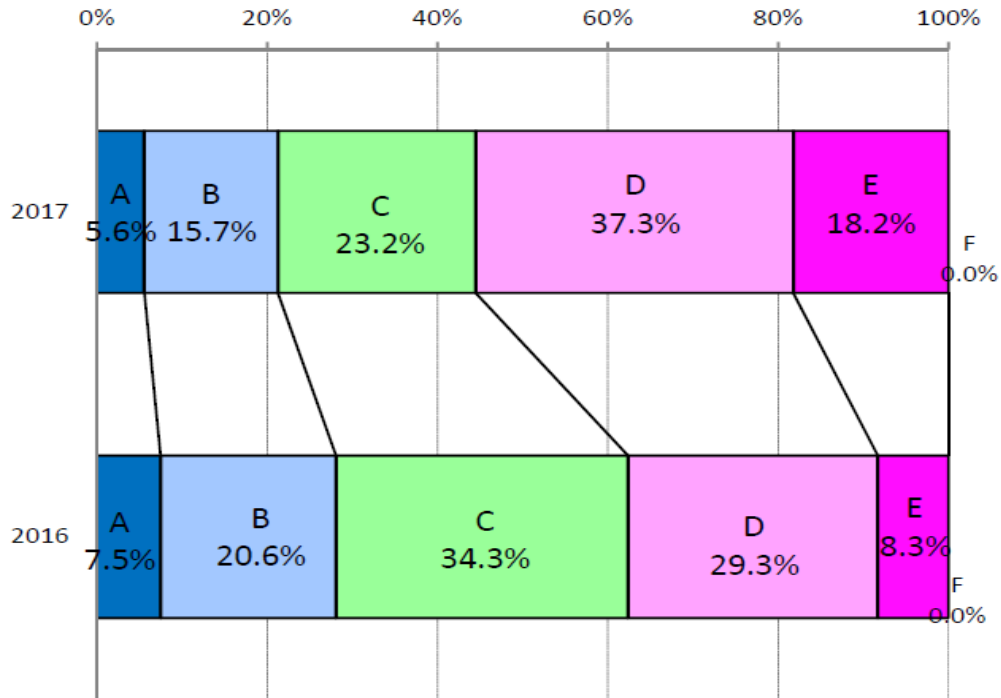 0% 20% 40% 60% 80% 100%
2017
A
5.6%
B
15.7%
C
23.2%
D
37.3%
E
18.2%
F
0.0%
2016
A
7.5%
B
20.6%
C
34.3%
D
29.3%
E
8.3%
F
0.0%